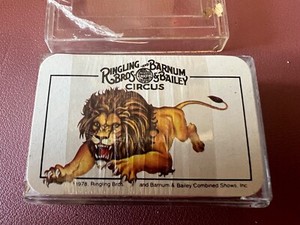 RINGLING AND BARNUM
BROS & BAILEY
CIRCUS
1978, Ringling Bros. and Barnum & Bailey Combined Shows, Inc